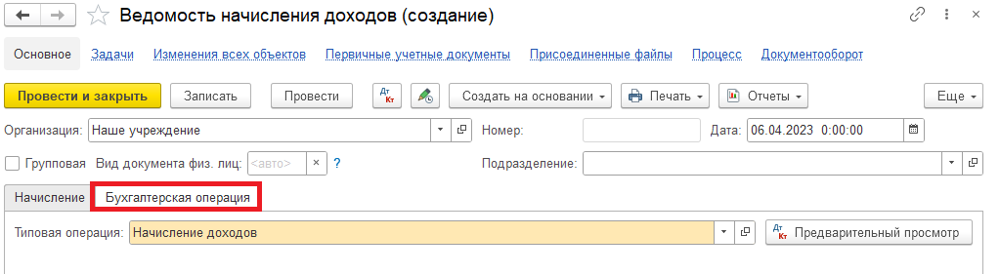 Ведомость начисления доходов (создание)
Основное Задачи Изменения всех объектов Первичные учетные документы Присоединенные файлы Процесс Документооборот
Провести и закрыть Записать Провести Дт Кт Создать на основании Печать Отчеты Еще
Организация: Наше учреждение Номер: Дата: 06.04.2023 0:00:00
Групповая Вид документа физ. лиц: <авто> × ? Подразделение:
Начисление Бухгалтерская операция
Типовая операция: Начисление доходов Дт Кт Предварительный просмотр